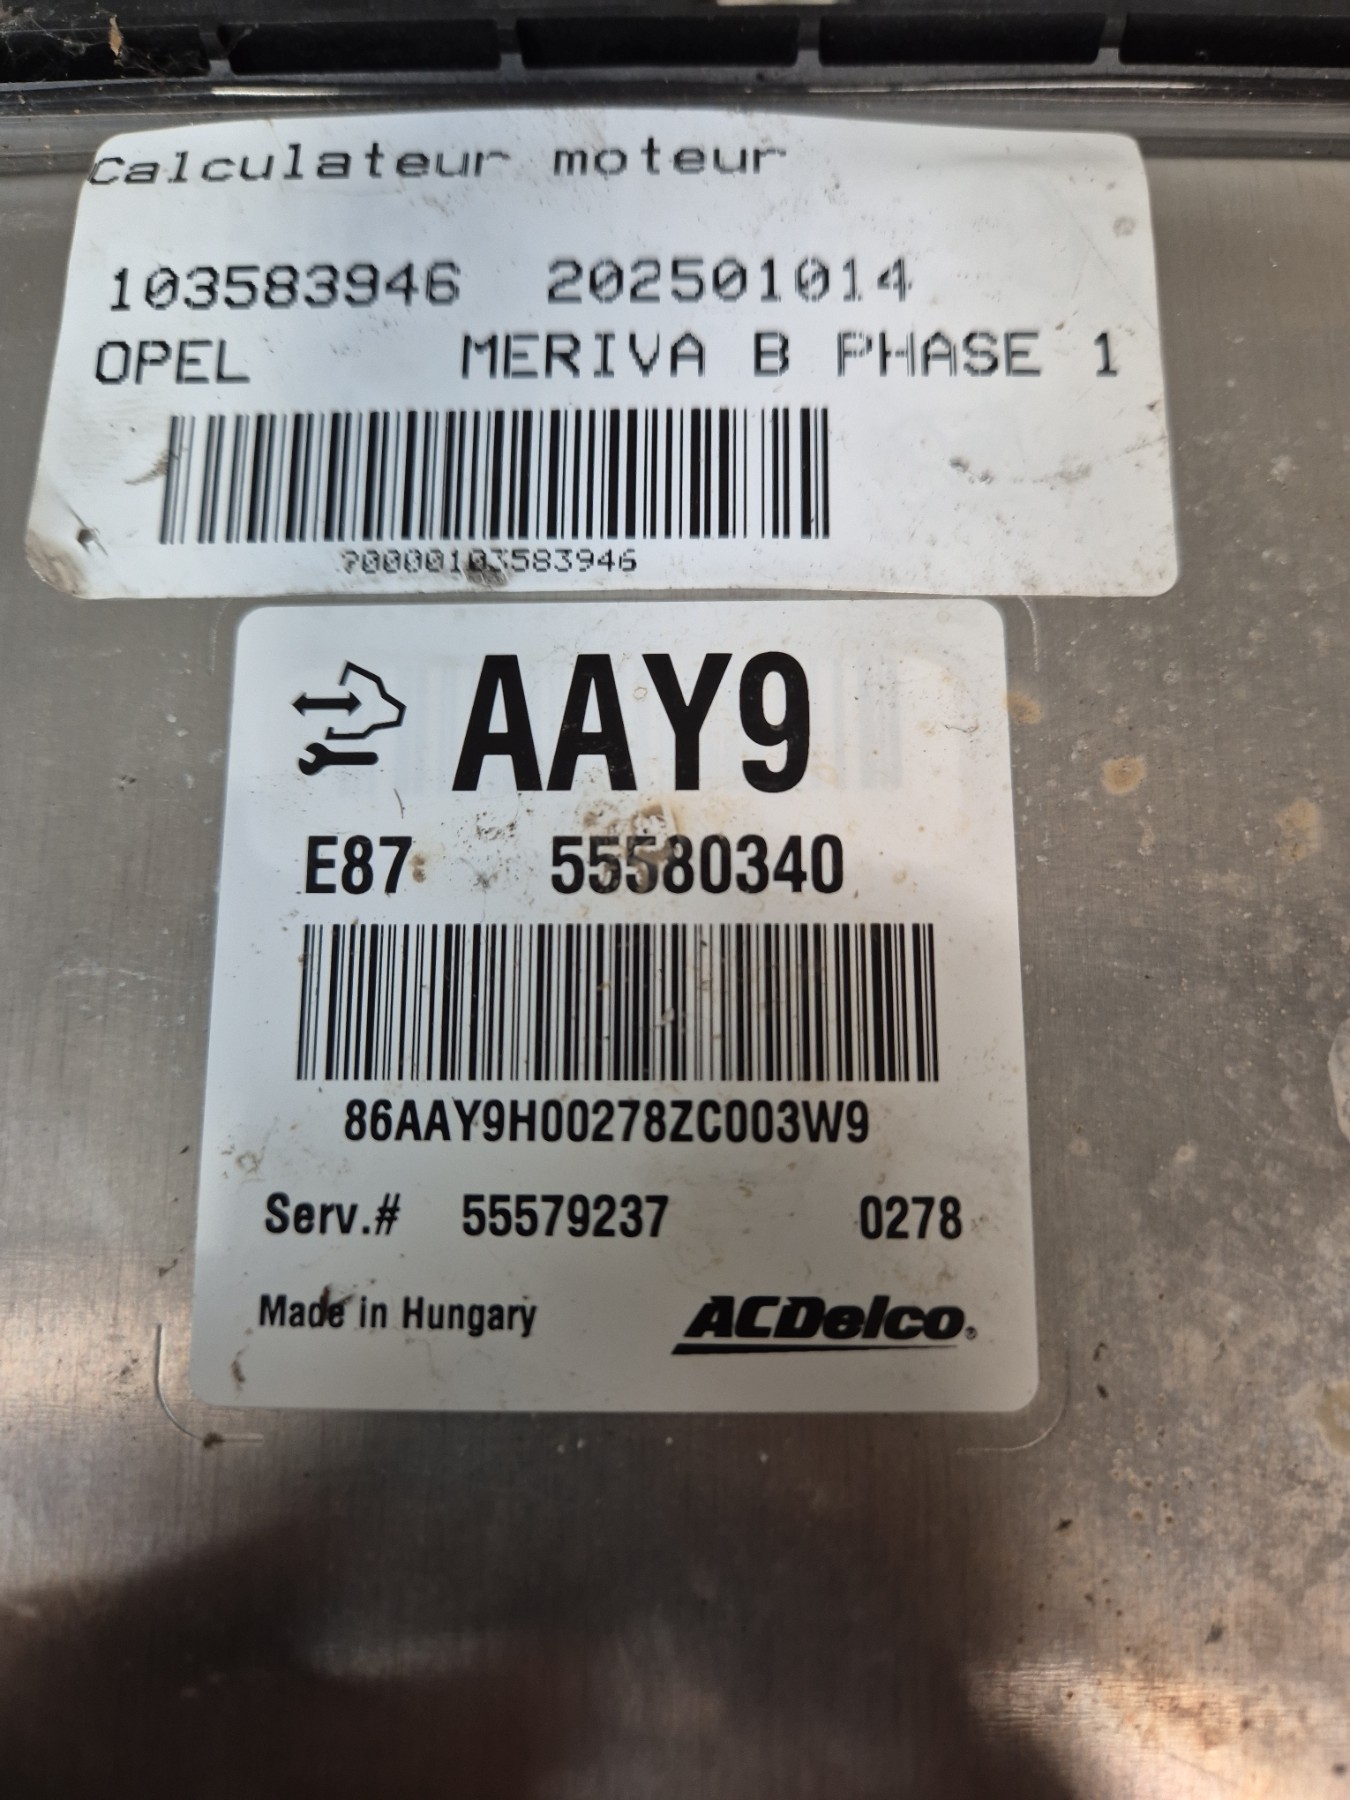 Calculateur moteur
103583946 202501014
OPEL MERIVA B PHASE 1
70000103583946
AAY9
E87 55580340
86AAY9H00278ZC003W9
Serv.# 55579237 0278
Made in Hungary ACDelco®